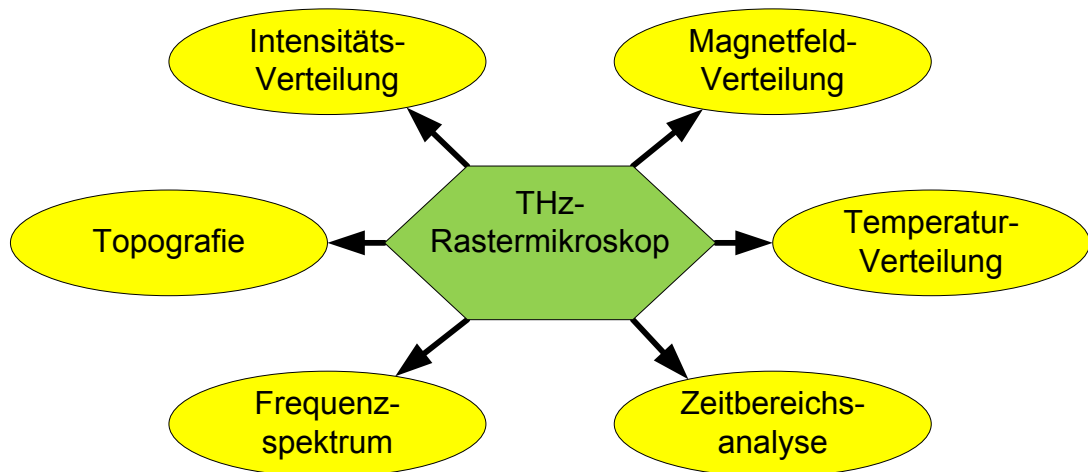 Intensitäts-
Verteilung
Magnetfeld-
Verteilung
THz-
Rastermikroskop
Topografie
Temperatur-
Verteilung
Frequenz-
spektrum
Zeitbereichs-
analyse